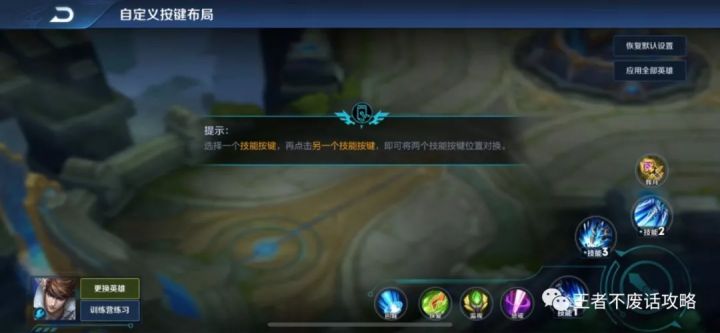 自定义按键布局
恢复默认设置
应用全部英雄
提示：
选择一个技能按键，再点击另一个技能按键，即可将两个技能按键位置对换。
技能2
技能3
更换英雄
训练营练习
回城
恢复
技能1
王者不废话攻略